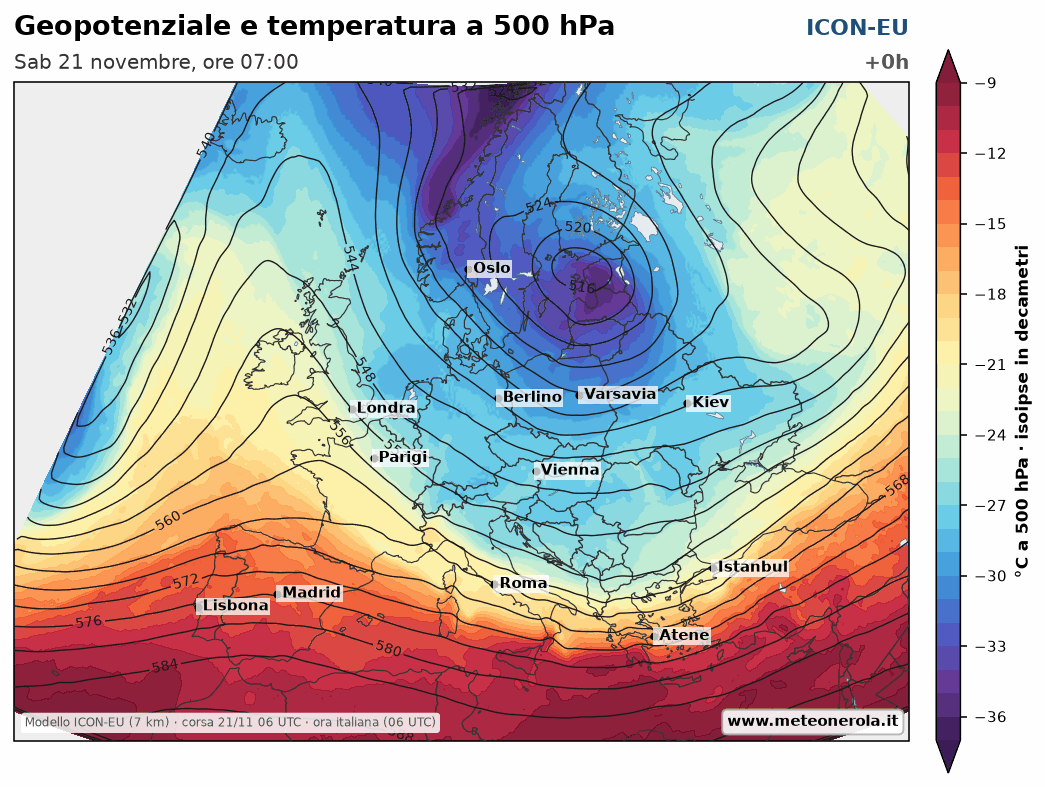 Geopotenziale e temperatura a 500 hPa
ICON-EU
Sab 21 novembre, ore 07:00
+0h
−9
−12
−15
−18
−21
−24
−27
−30
−33
−36
°C a 500 hPa · isoipse in decametri
540
524
520
516
544
536
532
548
556
560
568
572
576
580
584
Oslo
Londra
Berlino
Varsavia
Kiev
Parigi
Vienna
Roma
Istanbul
Madrid
Lisbona
Atene
Modello ICON-EU (7 km) · corsa 21/11 06 UTC · ora italiana (06 UTC)
www.meteonerola.it